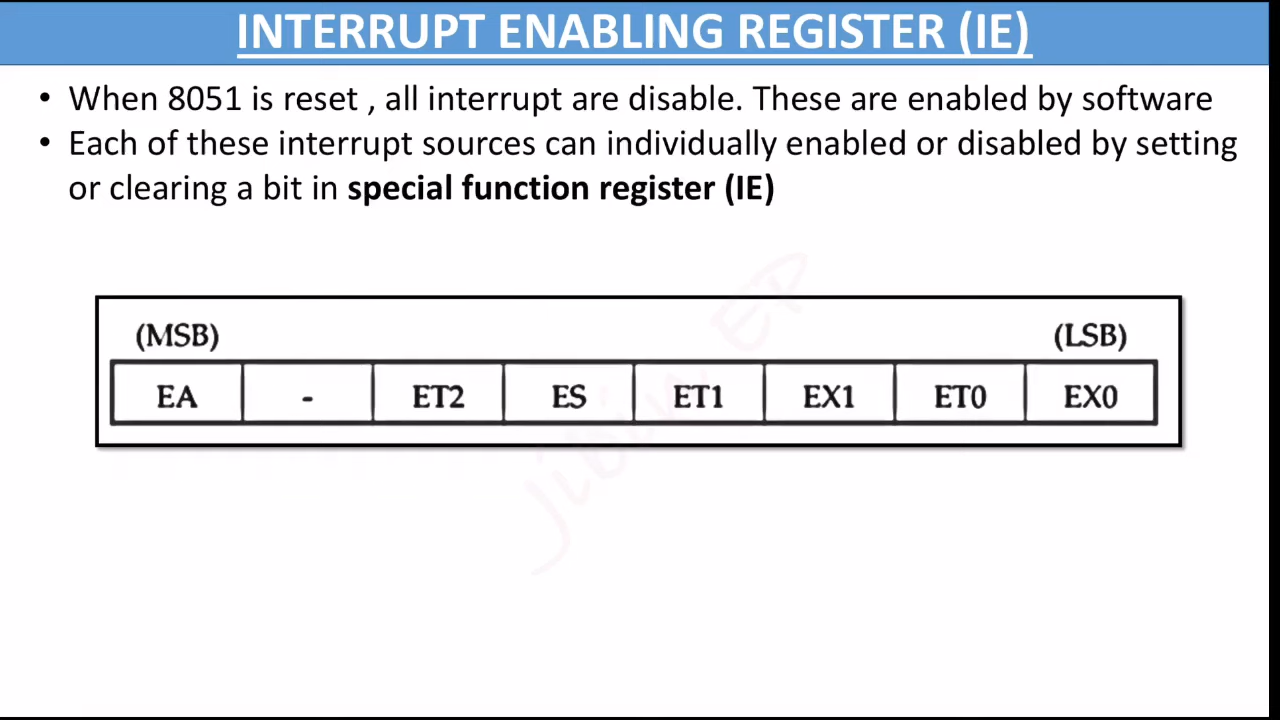 INTERRUPT ENABLING REGISTER (IE)
• When 8051 is reset , all interrupt are disable. These are enabled by software
• Each of these interrupt sources can individually enabled or disabled by setting
or clearing a bit in special function register (IE)
(MSB) (LSB)
EA - ET2 ES ET1 EX1 ET0 EX0
jibin EP